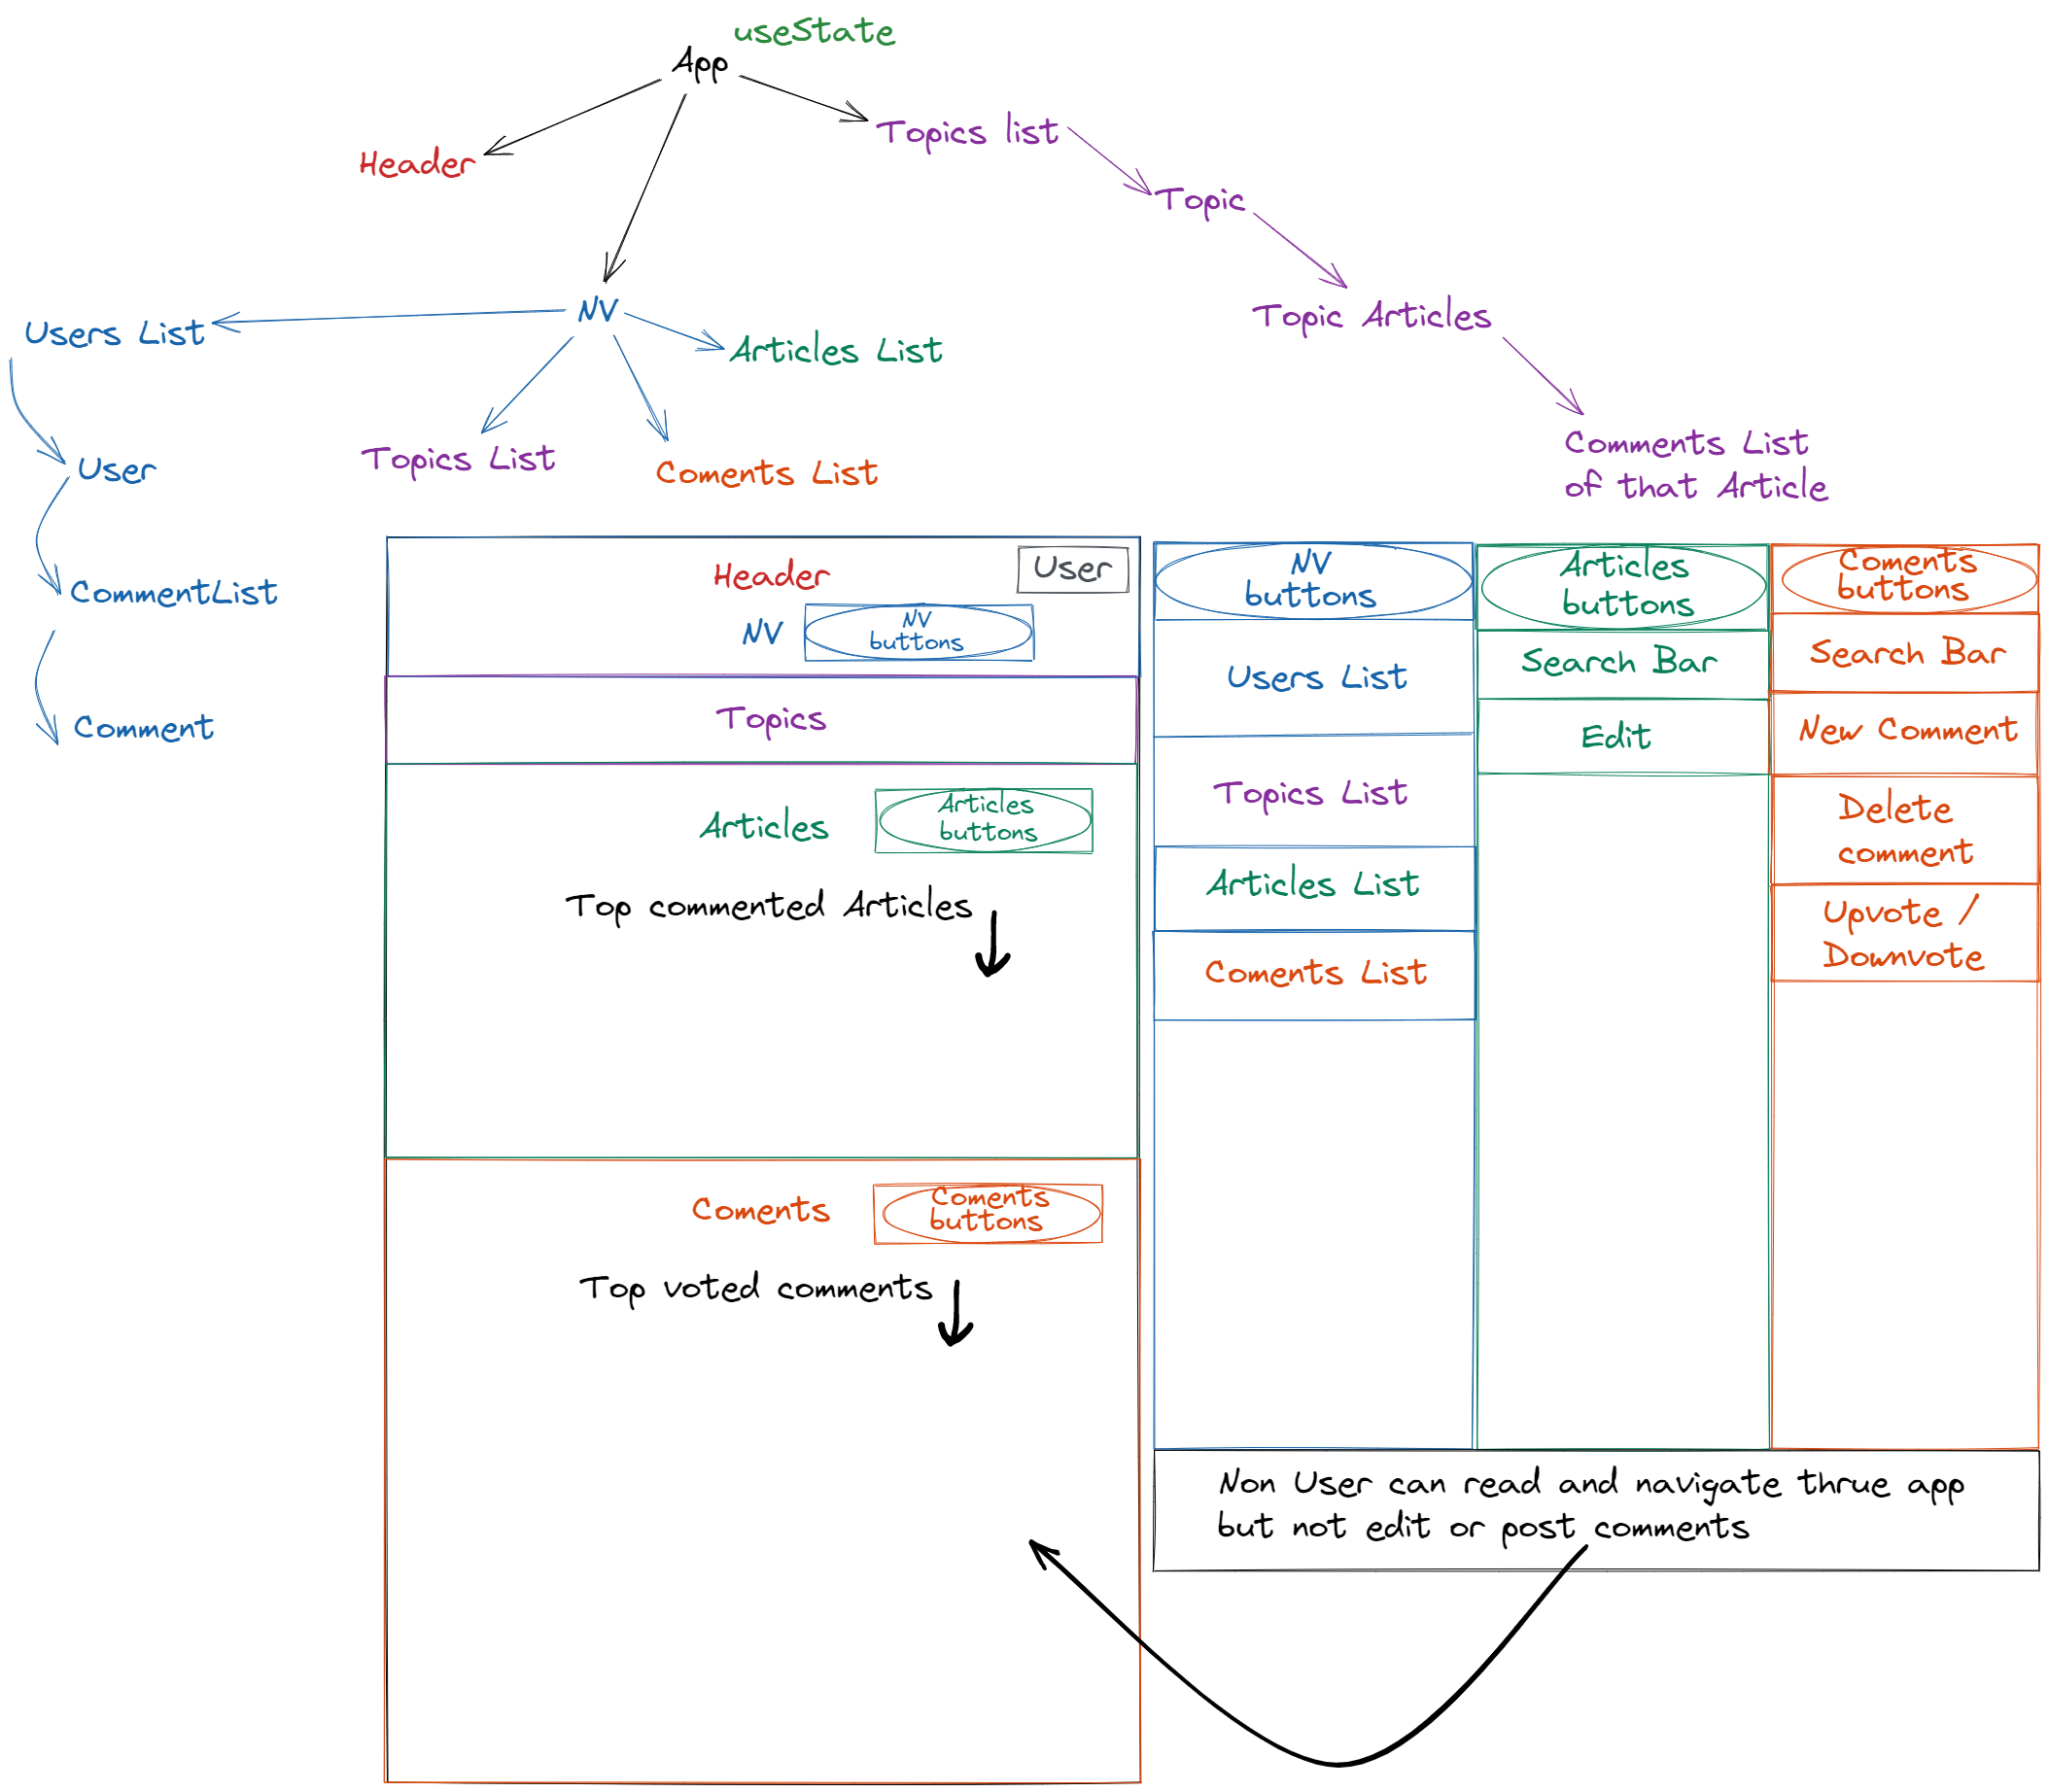 useState
App
Header
Topics list
Topic
Topic Articles
Comments List
of that Article
NV
Users List
Articles List
Topics List
Coments List
User
CommentList
Comment
Header
User
NV
NV
buttons
Topics
Articles
Articles
buttons
Top commented Articles
Coments
Coments
buttons
Top voted comments
NV
buttons
Users List
Topics List
Articles List
Coments List
Articles
buttons
Search Bar
Edit
Coments
buttons
Search Bar
New Comment
Delete
comment
Upvote /
Downvote
Non User can read and navigate thrue app
but not edit or post comments